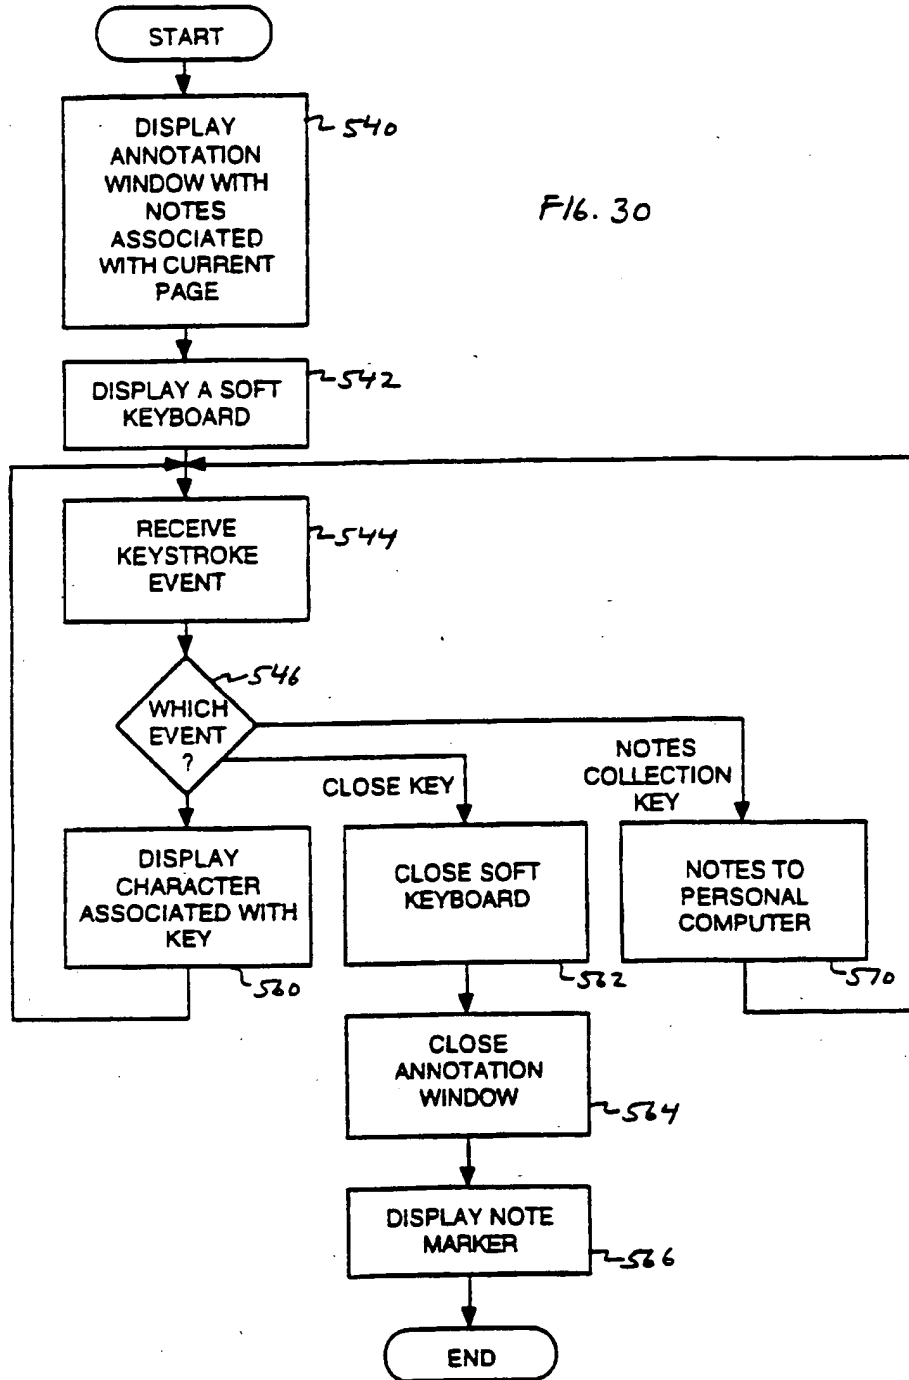 START
DISPLAY
ANNOTATION
WINDOW WITH
NOTES
ASSOCIATED
WITH CURRENT
PAGE
540
FIG. 30
DISPLAY A SOFT
KEYBOARD
542
RECEIVE
KEYSTROKE
EVENT
544
546
WHICH
EVENT
?
CLOSE KEY
NOTES
COLLECTION
KEY
DISPLAY
CHARACTER
ASSOCIATED WITH
KEY
560
CLOSE SOFT
KEYBOARD
562
NOTES TO
PERSONAL
COMPUTER
570
CLOSE
ANNOTATION
WINDOW
564
DISPLAY NOTE
MARKER
566
END